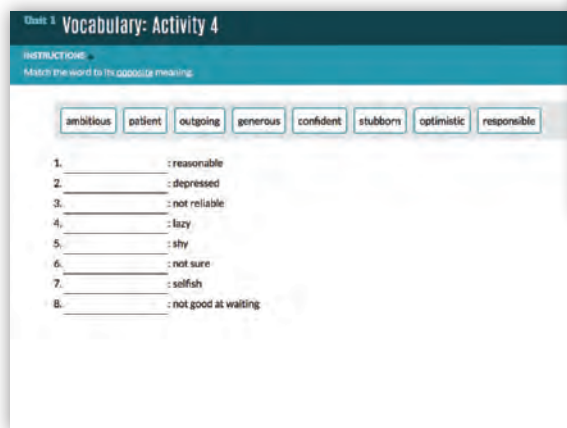 Unit 1 Vocabulary: Activity 4
INSTRUCTIONS
Match the word to its opposite meaning.
ambitious patient outgoing generous confident stubborn optimistic responsible
1. : reasonable
2. : depressed
3. : not reliable
4. : lazy
5. : shy
6. : not sure
7. : selfish
8. : not good at waiting